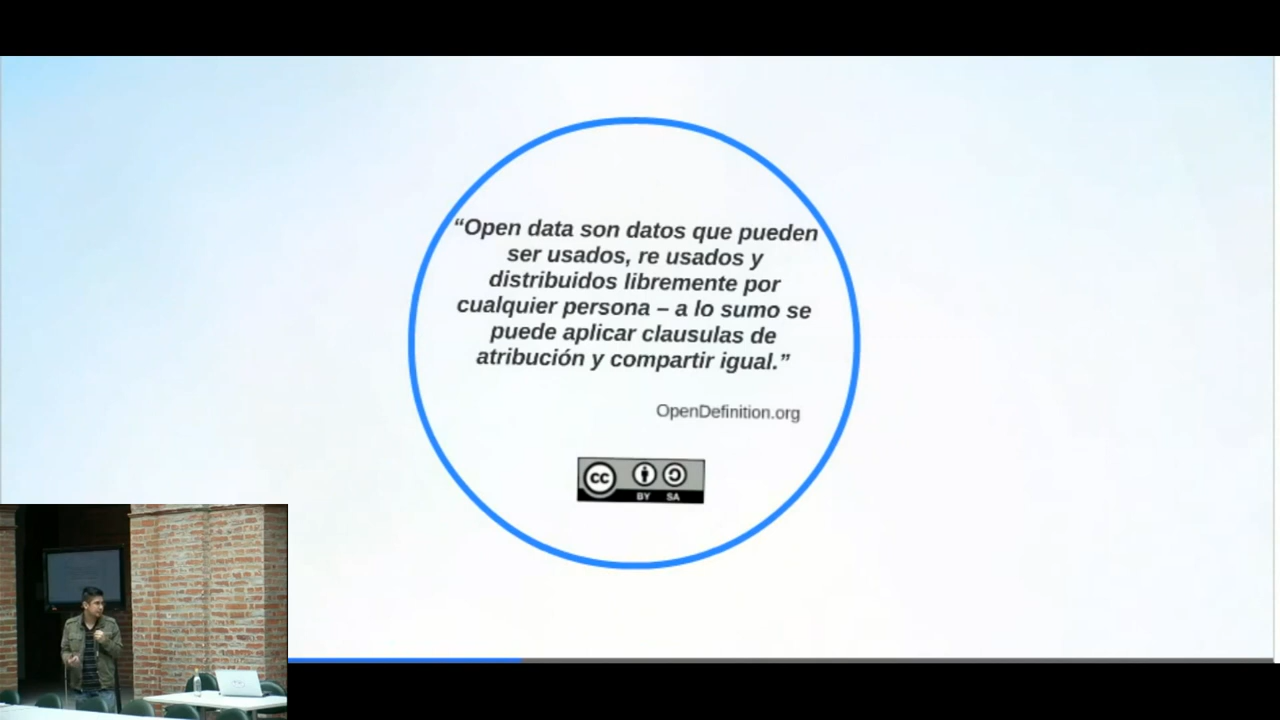 “Open data son datos que pueden
ser usados, re usados y
distribuidos libremente por
cualquier persona – a lo sumo se
puede aplicar clausulas de
atribución y compartir igual.”
OpenDefinition.org
cc
BY SA